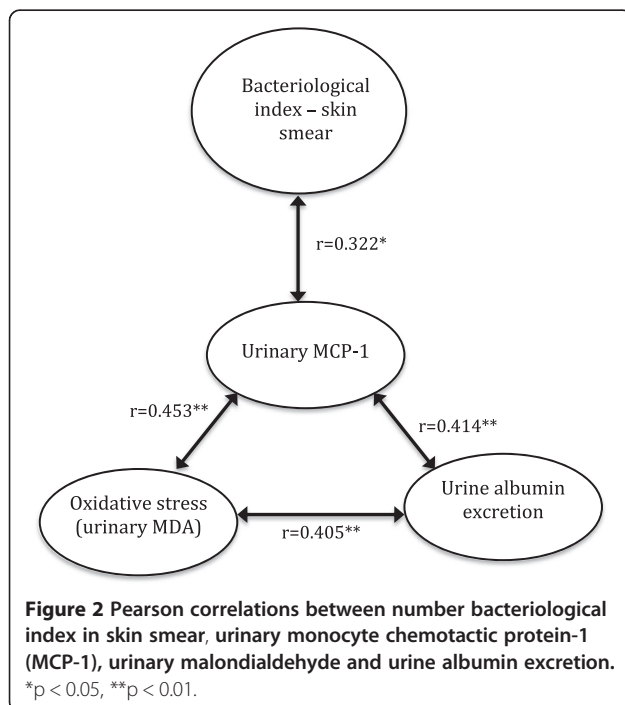 Bacteriological
index – skin
smear
r=0.322*
Urinary MCP-1
r=0.453**
r=0.414**
Oxidative stress
(urinary MDA)
r=0.405**
Urine albumin
excretion
Figure 2 Pearson correlations between number bacteriological
index in skin smear, urinary monocyte chemotactic protein-1
(MCP-1), urinary malondialdehyde and urine albumin excretion.
*p < 0.05, **p < 0.01.